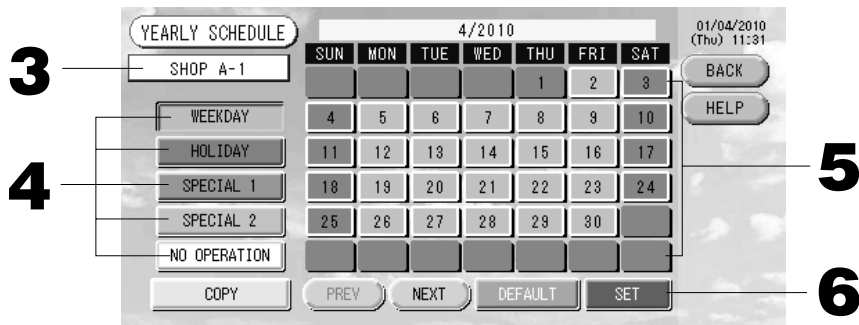 YEARLY SCHEDULE
4/2010
01/04/2010
(Thu) 11:31
3
SHOP A-1
SUN MON TUE WED THU FRI SAT
BACK
1 2 3
HELP
WEEKDAY
4 5 6 7 8 9 10
HOLIDAY
11 12 13 14 15 16 17
4
5
SPECIAL 1
18 19 20 21 22 23 24
SPECIAL 2
25 26 27 28 29 30
NO OPERATION
COPY
PREV
NEXT
DEFAULT
SET
6